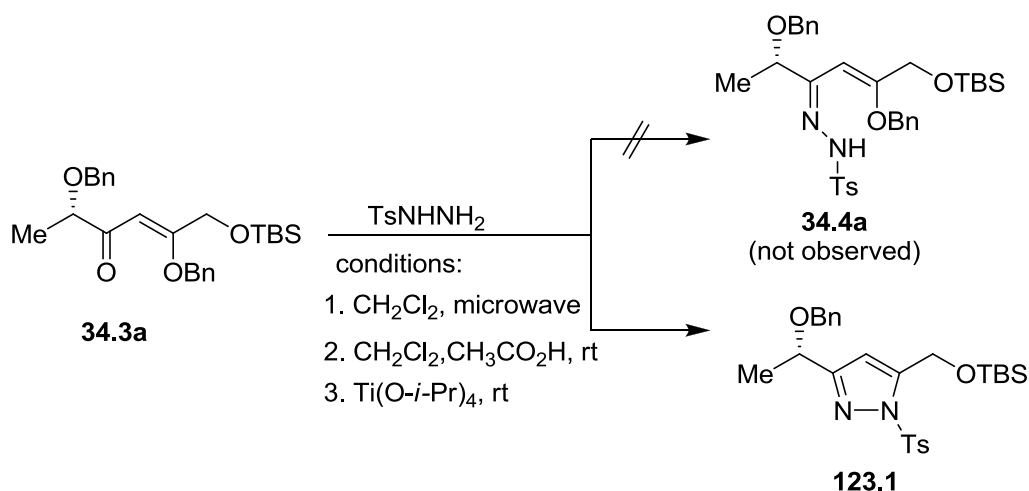 OBn
Me
O
OBn
OTBS
34.3a
TsNHNH2
conditions:
1. CH2Cl2, microwave
2. CH2Cl2,CH3CO2H, rt
3. Ti(O-i-Pr)4, rt
OBn
Me
OTBS
N
OBn
NH
Ts
34.4a
(not observed)
OBn
Me
OTBS
N
N
Ts
123.1